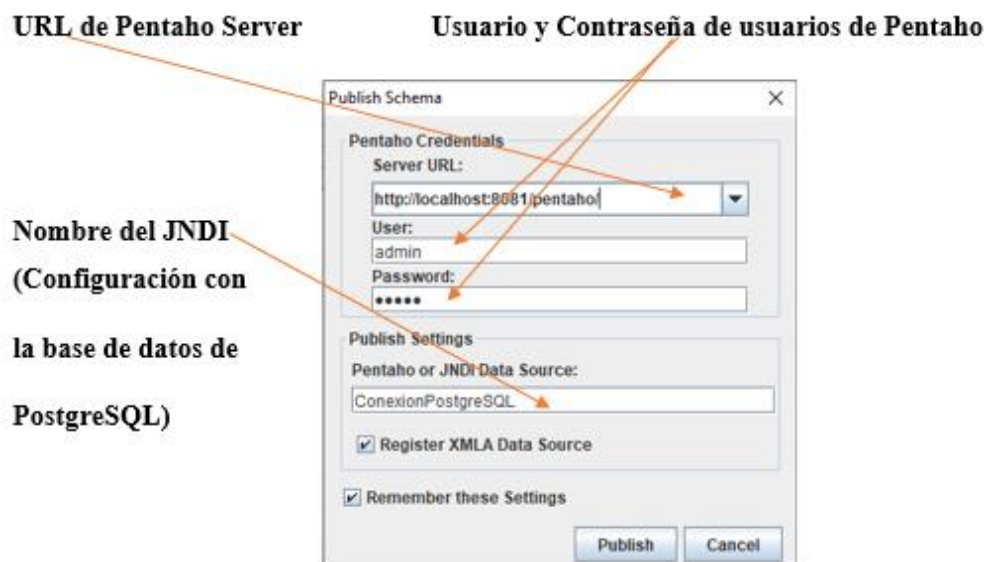 URL de Pentaho Server
Usuario y Contraseña de usuarios de Pentaho
Publish Schema
Pentaho Credentials
Server URL:
http://localhost:8081/pentaho/
User:
admin
Password:
•••••
Nombre del JNDI
(Configuración con
la base de datos de
PostgreSQL)
Publish Settings
Pentaho or JNDI Data Source:
ConexionPostgreSQL
Register XMLA Data Source
Remember these Settings
Publish
Cancel